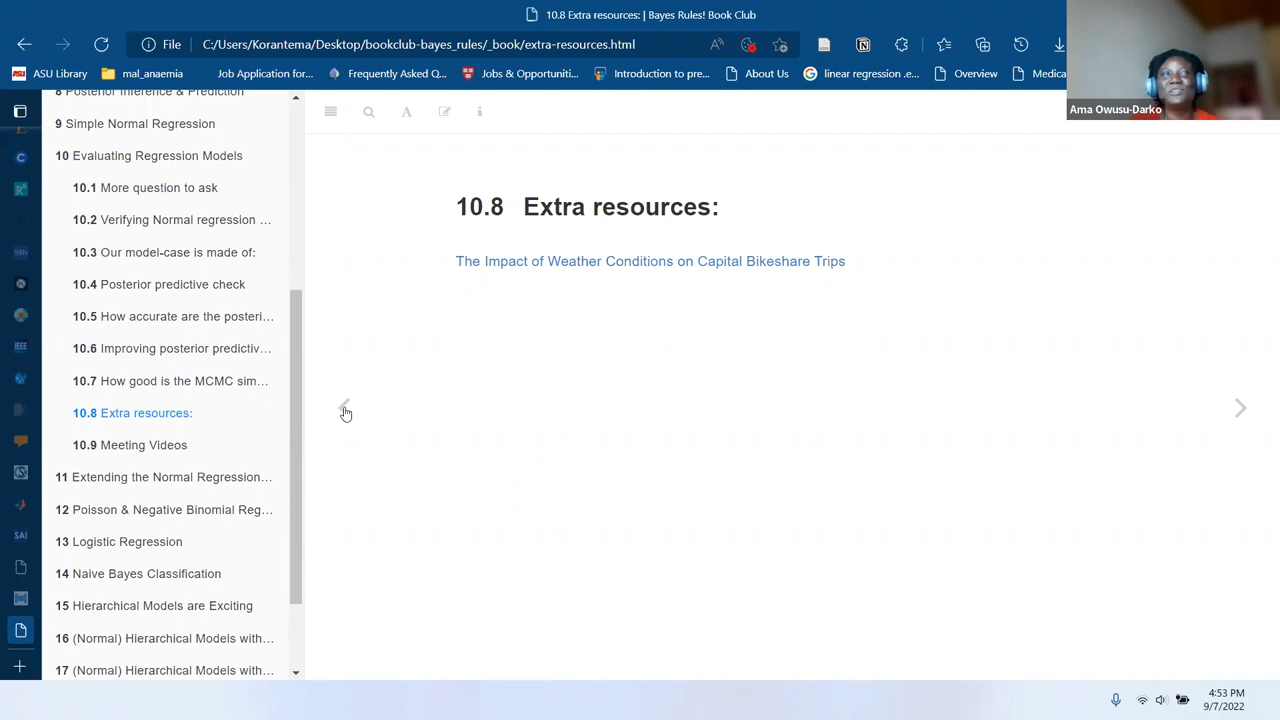 10.8 Extra resources: | Bayes Rules! Book Club
File C:/Users/Korantema/Desktop/bookclub-bayes_rules/_book/extra-resources.html
ASU Library mal_anaemia Job Application for... Frequently Asked Q... Jobs & Opportuniti... Introduction to pre... About Us linear regression .e... Overview Medica
Ama Owusu-Darko
8 Posterior Inference & Prediction
9 Simple Normal Regression
10 Evaluating Regression Models
10.1 More question to ask
10.2 Verifying Normal regression ...
10.3 Our model-case is made of:
10.4 Posterior predictive check
10.5 How accurate are the posteri...
10.6 Improving posterior predictiv...
10.7 How good is the MCMC sim...
10.8 Extra resources:
10.9 Meeting Videos
11 Extending the Normal Regression...
12 Poisson & Negative Binomial Reg...
13 Logistic Regression
14 Naive Bayes Classification
15 Hierarchical Models are Exciting
16 (Normal) Hierarchical Models with...
17 (Normal) Hierarchical Models with...
10.8 Extra resources:
The Impact of Weather Conditions on Capital Bikeshare Trips
4:53 PM
9/7/2022